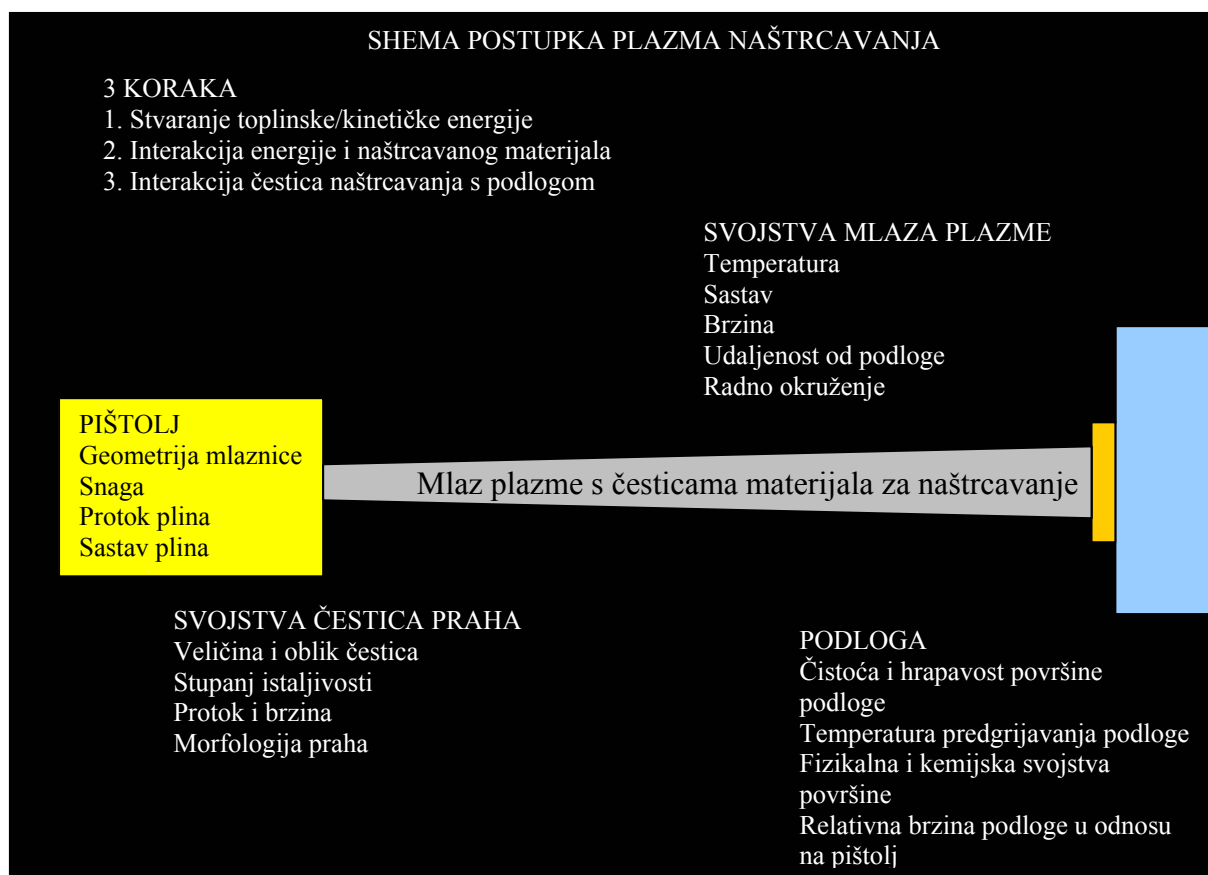 SHEMA POSTUPKA PLAZMA NAŠTRCAVANJA
3 KORAKA
1. Stvaranje toplinske/kinetičke energije
2. Interakcija energije i naštrcavanog materijala
3. Interakcija čestica naštrcavanja s podlogom
SVOJSTVA MLAZA PLAZME
Temperatura
Sastav
Brzina
Udaljenost od podloge
Radno okruženje
PIŠTOLJ
Geometrija mlaznice
Snaga
Protok plina
Sastav plina
Mlaz plazme s česticama materijala za naštrcavanje
SVOJSTVA ČESTICA PRAHA
Veličina i oblik čestica
Stupanj istaljivosti
Protok i brzina
Morfologija praha
PODLOGA
Čistoća i hrapavost površine
podloge
Temperatura predgrijavanja podloge
Fizikalna i kemijska svojstva
površine
Relativna brzina podloge u odnosu
na pištolj